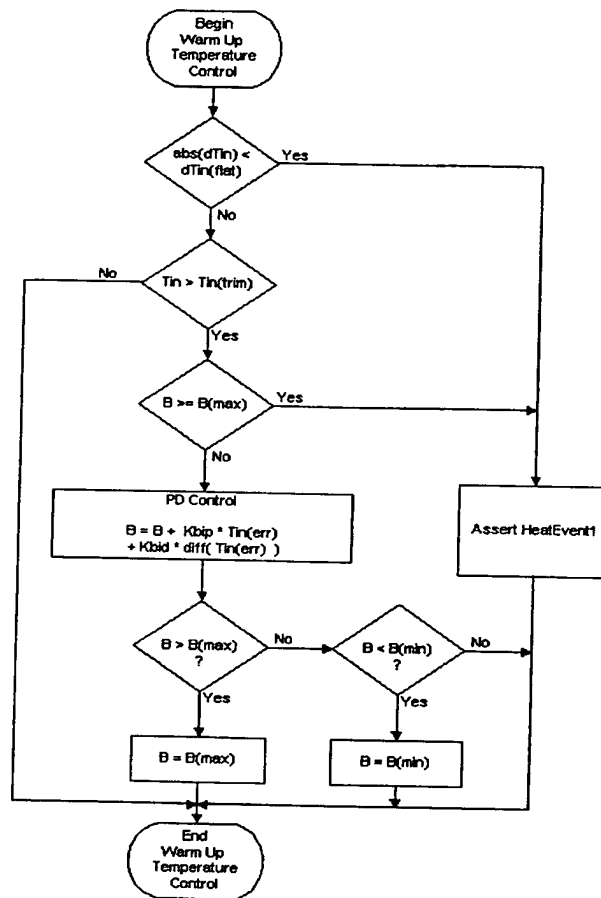 Begin
Warm Up
Temperature
Control
abs(dTin) <
dTin(flat)
Yes
No
Tin > Tin(trim)
No
Yes
B >= B(max)
Yes
No
PD Control
B = B + Kbip * Tin(err)
+ Kbid * diff( Tin(err) )
Assert HeatEvent1
B > B(max)
?
No
B < B(min)
?
No
Yes
Yes
B = B(max)
B = B(min)
End
Warm Up
Temperature
Control